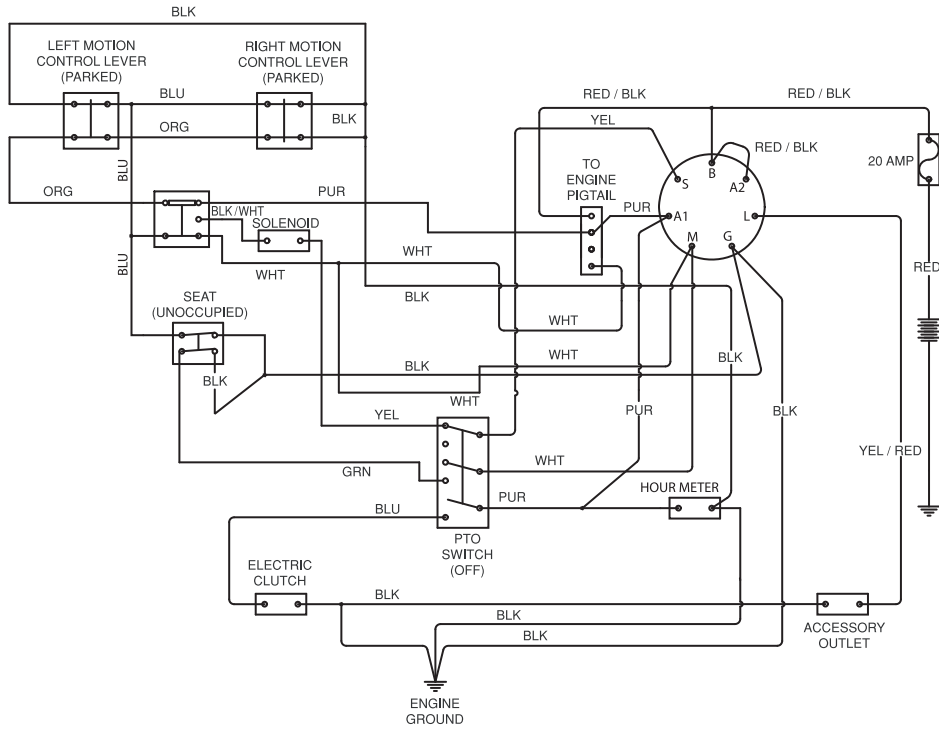 BLK
LEFT MOTION
CONTROL LEVER
(PARKED)
RIGHT MOTION
CONTROL LEVER
(PARKED)
BLU
BLK
ORG
RED / BLK
RED / BLK
YEL
RED / BLK
20 AMP
TO
ENGINE
PIGTAIL
B
S
A2
BLU
ORG
PUR
PUR
A1
L
BLK/WHT
SOLENOID
M
G
WHT
WHT
BLU
RED
BLK
SEAT
(UNOCCUPIED)
WHT
WHT
BLK
BLK
BLK
WHT
PUR
BLK
YEL
YEL / RED
WHT
GRN
HOUR METER
PUR
BLU
PTO
SWITCH
(OFF)
ELECTRIC
CLUTCH
BLK
BLK
BLK
ACCESSORY
OUTLET
ENGINE
GROUND